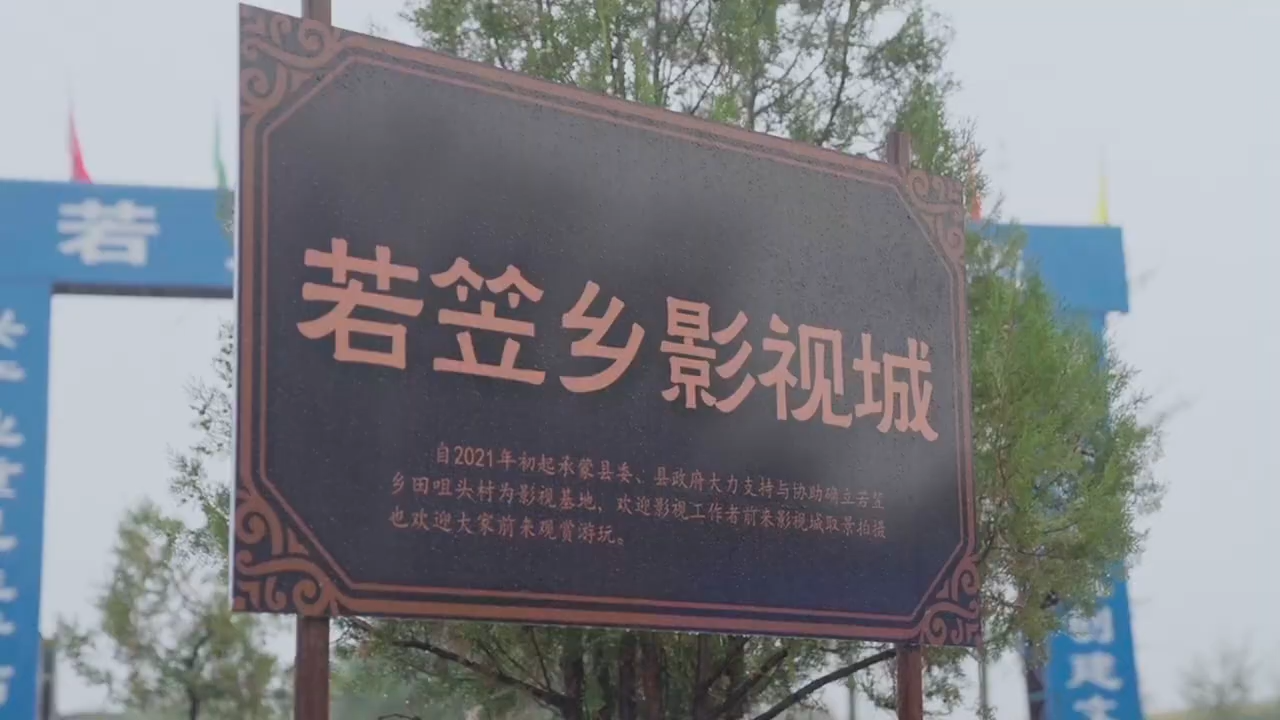 若
若笠乡影视城
自2021年初起承蒙县委、县政府大力支持与协助确立若笠
乡田咀头村为影视基地,欢迎影视工作者前来影视城取景拍摄
也欢迎大家前来观赏游玩。
创建文